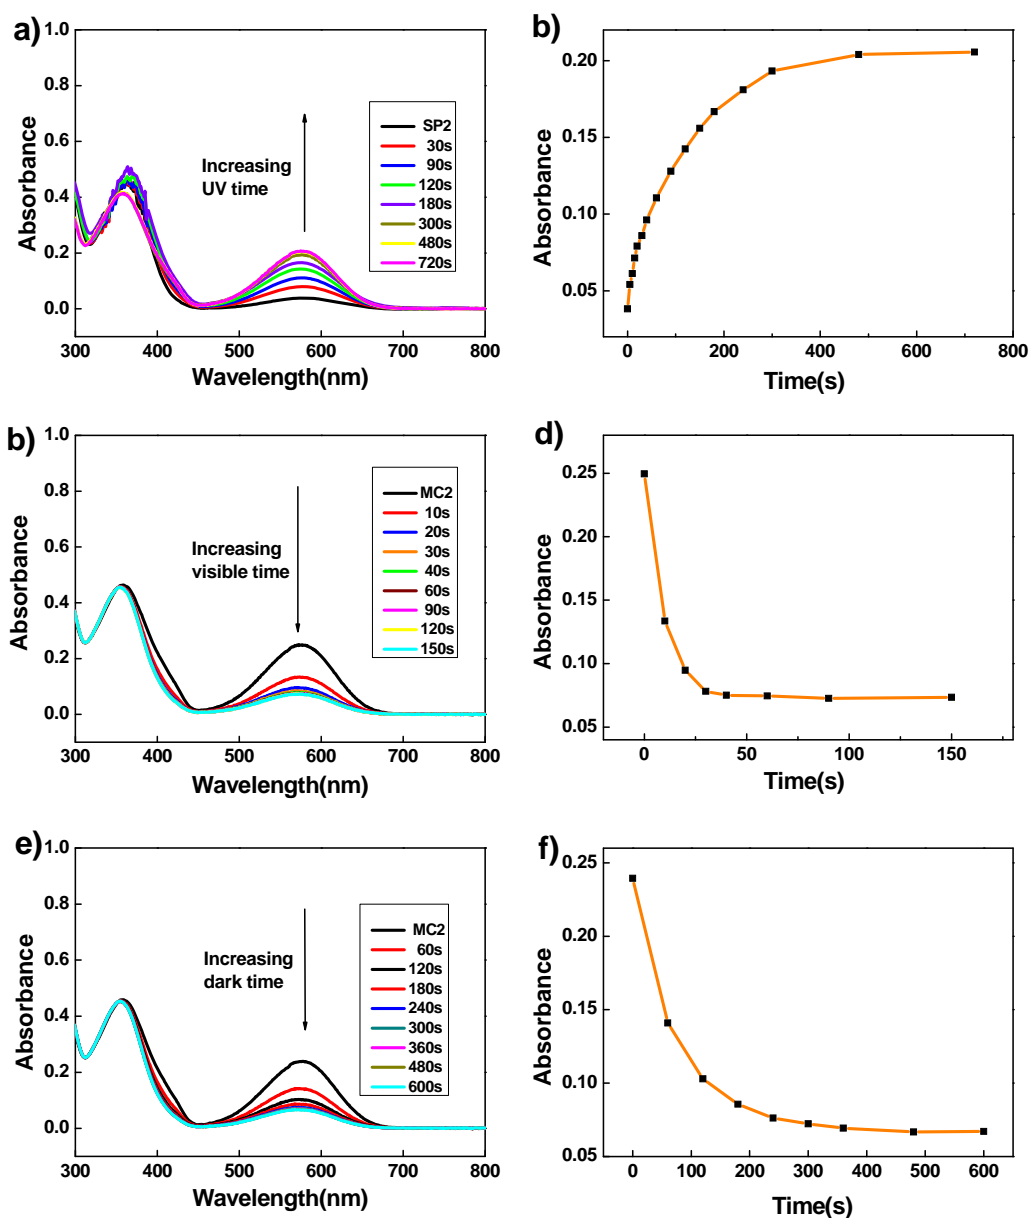 a)
1.0
0.8
0.6
0.4
0.2
0.0
Absorbance
300 400 500 600 700 800
Wavelength(nm)
Increasing
UV time
SP2
30s
90s
120s
180s
300s
480s
720s
b)
0.20
0.15
0.10
0.05
Absorbance
0 200 400 600 800
Time(s)
b)
1.0
0.8
0.6
0.4
0.2
0.0
Absorbance
300 400 500 600 700 800
Wavelength(nm)
Increasing
visible time
MC2
10s
20s
30s
40s
60s
90s
120s
150s
d)
0.25
0.20
0.15
0.10
0.05
Absorbance
0 50 100 150
Time(s)
e)
1.0
0.8
0.6
0.4
0.2
0.0
Absorbance
300 400 500 600 700 800
Wavelength(nm)
Increasing
dark time
MC2
60s
120s
180s
240s
300s
360s
480s
600s
f)
0.25
0.20
0.15
0.10
0.05
Absorbance
0 100 200 300 400 500 600
Time(s)